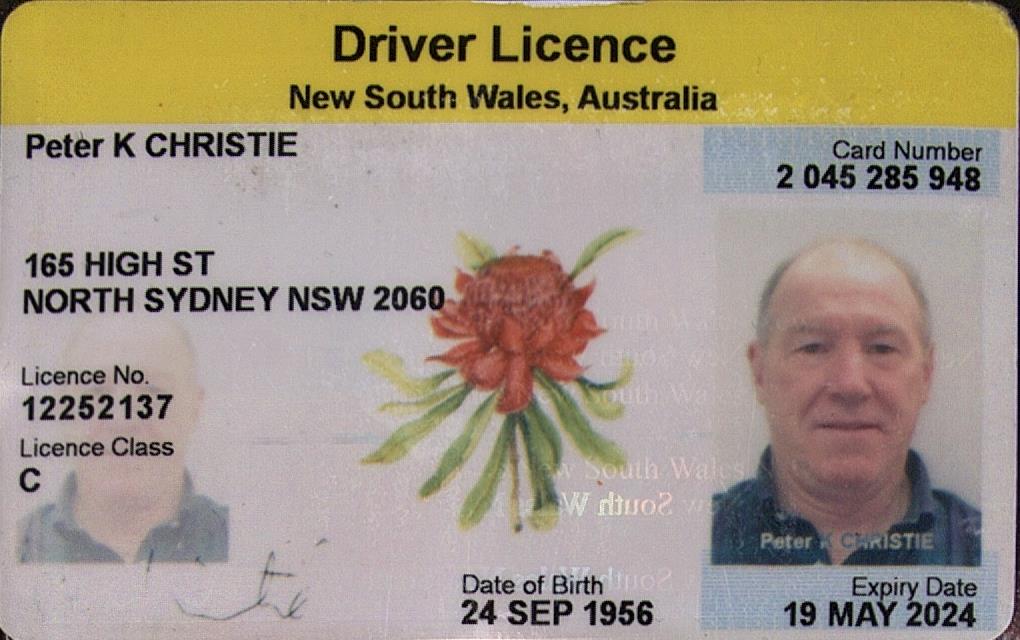 Driver Licence
New South Wales, Australia
Peter K CHRISTIE
Card Number
2 045 285 948
165 HIGH ST
NORTH SYDNEY NSW 2060
Licence No.
12252137
Licence Class
C
New South Wales
South W
Peter K CHRISTIE
Date of Birth
24 SEP 1956
Expiry Date
19 MAY 2024